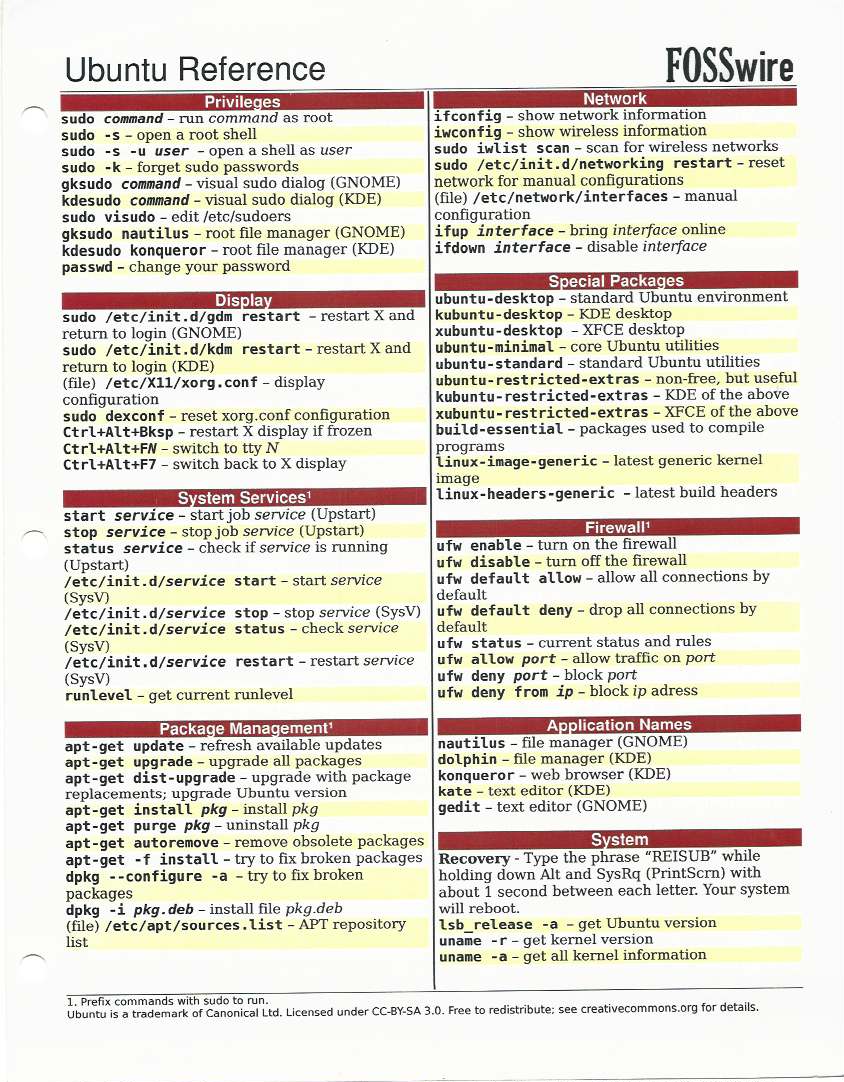 Ubuntu Reference
FOSSwire
Privileges
sudo command – run command as root
sudo -s – open a root shell
sudo -s -u user – open a shell as user
sudo -k – forget sudo passwords
gksudo command – visual sudo dialog (GNOME)
kdesudo command – visual sudo dialog (KDE)
sudo visudo – edit /etc/sudoers
gksudo nautilus – root file manager (GNOME)
kdesudo konqueror – root file manager (KDE)
passwd – change your password
Display
sudo /etc/init.d/gdm restart – restart X and
return to login (GNOME)
sudo /etc/init.d/kdm restart – restart X and
return to login (KDE)
(file) /etc/X11/xorg.conf – display
configuration
sudo dexconf – reset xorg.conf configuration
Ctrl+Alt+Bksp – restart X display if frozen
Ctrl+Alt+FN – switch to tty N
Ctrl+Alt+F7 – switch back to X display
System Services¹
start service – start job service (Upstart)
stop service – stop job service (Upstart)
status service – check if service is running
(Upstart)
/etc/init.d/service start – start service
(SysV)
/etc/init.d/service stop – stop service (SysV)
/etc/init.d/service status – check service
(SysV)
/etc/init.d/service restart – restart service
(SysV)
runlevel – get current runlevel
Package Management¹
apt-get update – refresh available updates
apt-get upgrade – upgrade all packages
apt-get dist-upgrade – upgrade with package
replacements; upgrade Ubuntu version
apt-get install pkg – install pkg
apt-get purge pkg – uninstall pkg
apt-get autoremove – remove obsolete packages
apt-get -f install – try to fix broken packages
dpkg --configure -a – try to fix broken
packages
dpkg -i pkg.deb – install file pkg.deb
(file) /etc/apt/sources.list – APT repository
list
Network
ifconfig – show network information
iwconfig – show wireless information
sudo iwlist scan – scan for wireless networks
sudo /etc/init.d/networking restart – reset
network for manual configurations
(file) /etc/network/interfaces – manual
configuration
ifup interface – bring interface online
ifdown interface – disable interface
Special Packages
ubuntu-desktop – standard Ubuntu environment
kubuntu-desktop – KDE desktop
xubuntu-desktop – XFCE desktop
ubuntu-minimal – core Ubuntu utilities
ubuntu-standard – standard Ubuntu utilities
ubuntu-restricted-extras – non-free, but useful
kubuntu-restricted-extras – KDE of the above
xubuntu-restricted-extras – XFCE of the above
build-essential – packages used to compile
programs
linux-image-generic – latest generic kernel
image
linux-headers-generic – latest build headers
Firewall¹
ufw enable – turn on the firewall
ufw disable – turn off the firewall
ufw default allow – allow all connections by
default
ufw default deny – drop all connections by
default
ufw status – current status and rules
ufw allow port – allow traffic on port
ufw deny port – block port
ufw deny from ip – block ip adress
Application Names
nautilus – file manager (GNOME)
dolphin – file manager (KDE)
konqueror – web browser (KDE)
kate – text editor (KDE)
gedit – text editor (GNOME)
System
Recovery - Type the phrase “REISUB” while
holding down Alt and SysRq (PrintScrn) with
about 1 second between each letter. Your system
will reboot.
lsb_release -a – get Ubuntu version
uname -r – get kernel version
uname -a – get all kernel information
1. Prefix commands with sudo to run.
Ubuntu is a trademark of Canonical Ltd. Licensed under CC-BY-SA 3.0. Free to redistribute; see creativecommons.org for details.